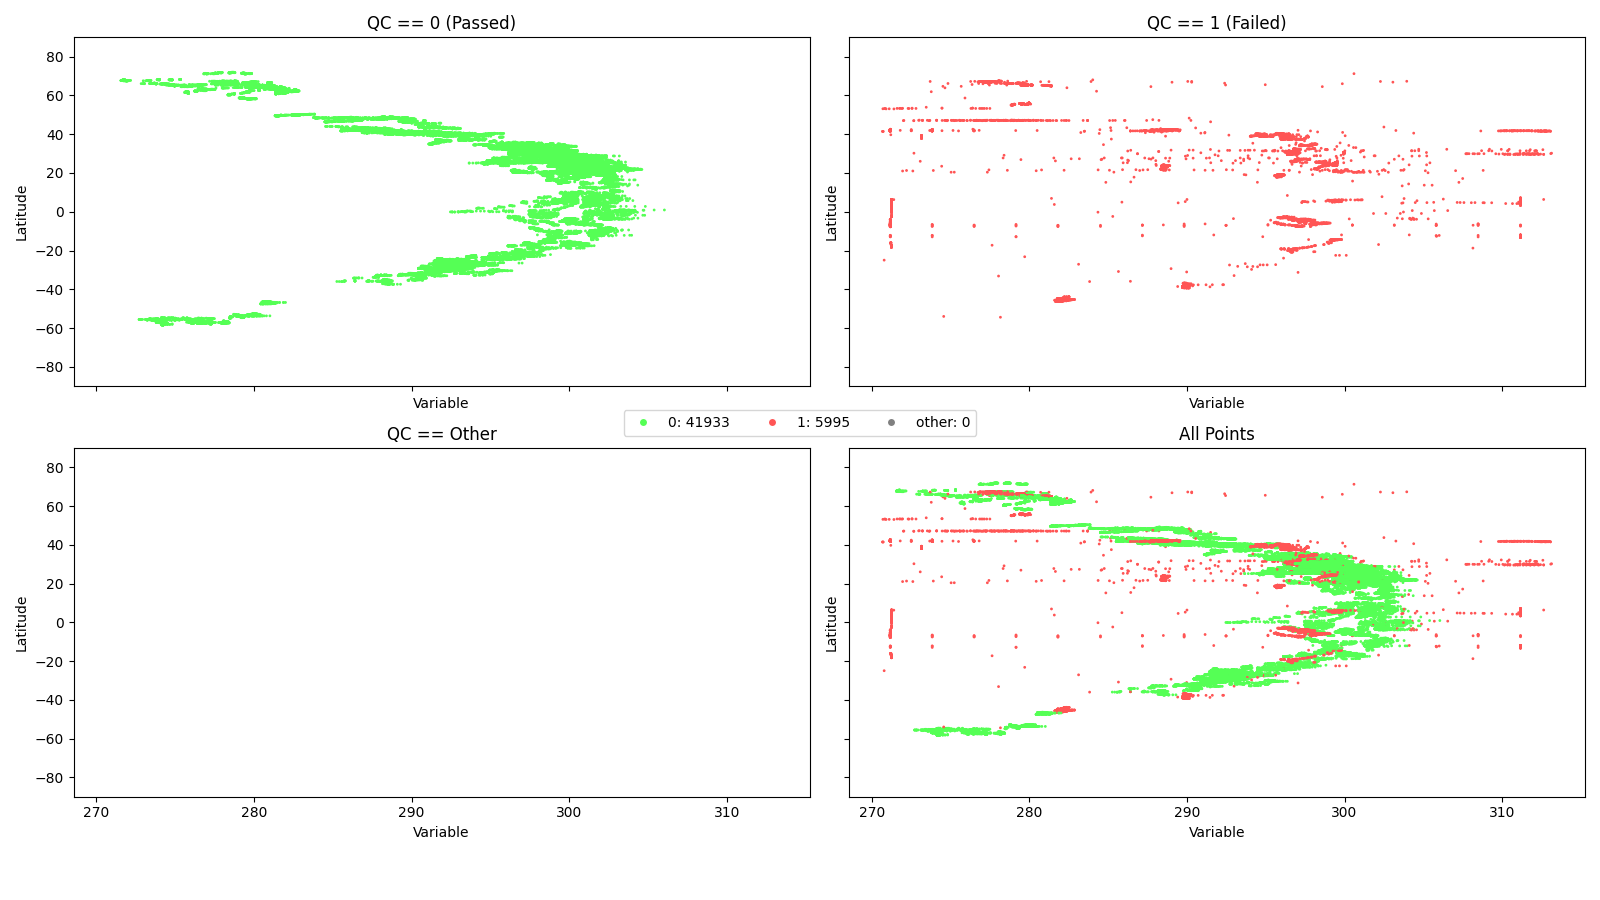 QC == 0 (Passed)
QC == 1 (Failed)
80
60
40
20
0
−20
−40
−60
−80
Latitude
Latitude
Variable
Variable
0: 41933
1: 5995
other: 0
QC == Other
All Points
80
60
40
20
0
−20
−40
−60
−80
Latitude
Latitude
270
280
290
300
310
270
280
290
300
310
Variable
Variable